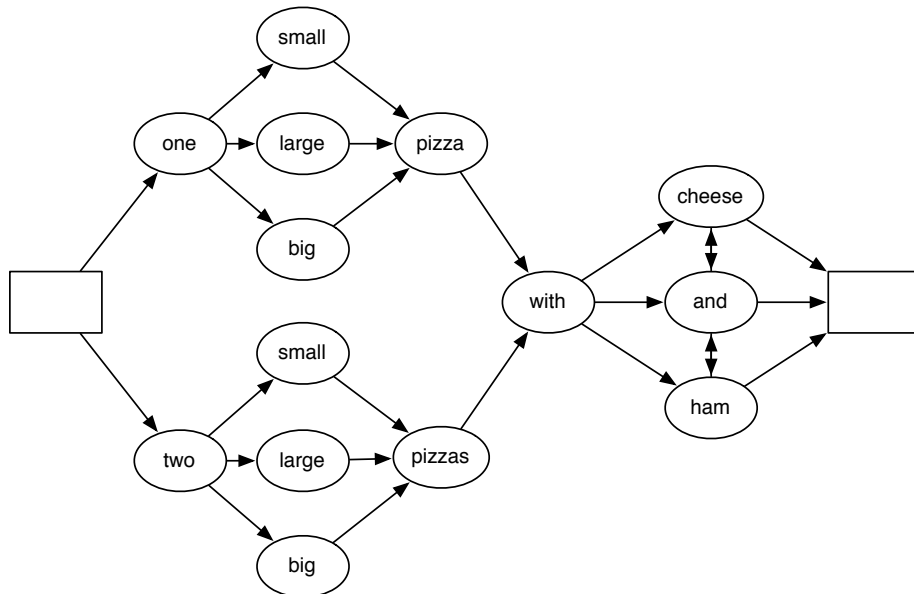 small
one
large
pizza
big
cheese
with
and
ham
small
two
large
pizzas
big